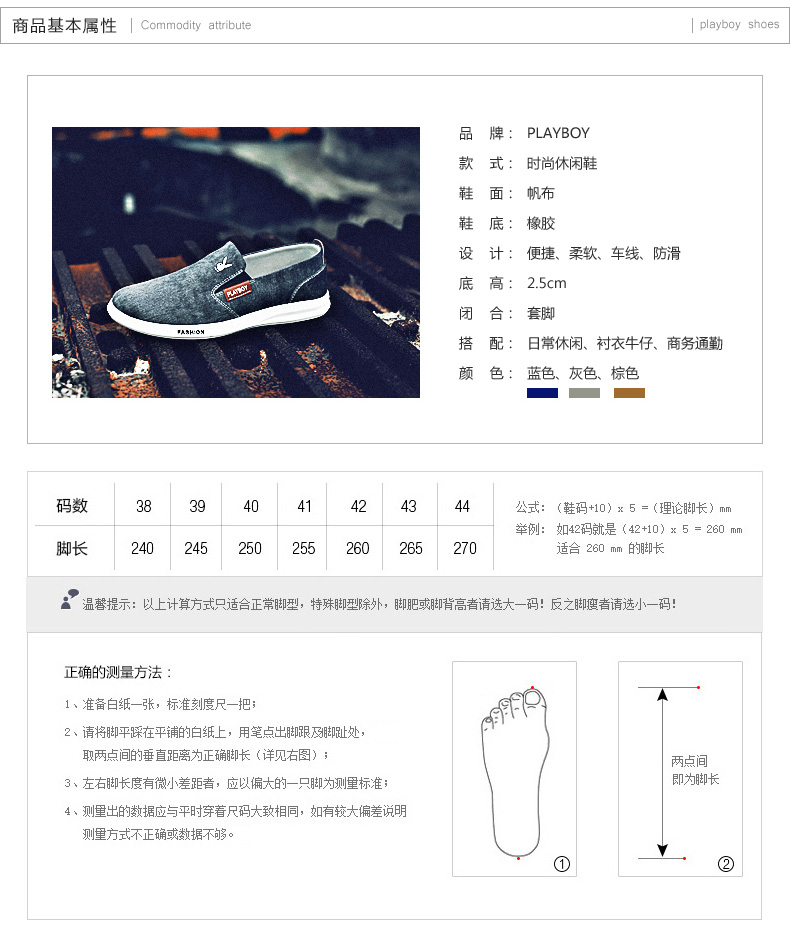 商品基本属性 Commodity attribute playboy shoes
品 牌： PLAYBOY
款 式： 时尚休闲鞋
鞋 面： 帆布
鞋 底： 橡胶
设 计： 便捷、柔软、车线、防滑
底 高： 2.5cm
闭 合： 套脚
搭 配： 日常休闲、衬衣牛仔、商务通勤
颜 色： 蓝色、灰色、棕色
PLAYBOY
FASHION
码数 38 39 40 41 42 43 44
脚长 240 245 250 255 260 265 270
公式：（鞋码+10）x 5 =（理论脚长）mm
举例： 如42码就是（42+10）x 5 = 260 mm
适合 260 mm 的脚长
温馨提示：以上计算方式只适合正常脚型，特殊脚型除外，脚肥或脚背高者请选大一码！反之脚瘦者请选小一码！
正确的测量方法：
1、准备白纸一张，标准刻度尺一把；
2、请将脚平踩在平铺的白纸上，用笔点出脚跟及脚趾处，
取两点间的垂直距离为正确脚长（详见右图）；
3、左右脚长度有微小差距者，应以偏大的一只脚为测量标准；
4、测量出的数据应与平时穿着尺码大致相同，如有较大偏差说明
测量方式不正确或数据不够。
①
两点间
即为脚长
②